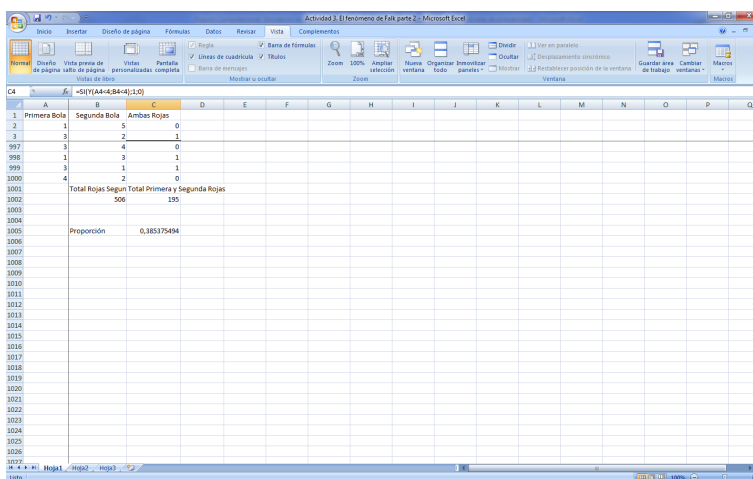 Actividad 3. El fenómeno de Falk parte 2 - Microsoft Excel
Inicio Insertar Diseño de página Fórmulas Datos Revisar Vista Complementos
Normal Diseño de página Vista previa de salto de página Vistas personalizadas Pantalla completa
Regla Barra de fórmulas
Líneas de cuadrícula Títulos
Barra de mensajes
Zoom 100% Ampliar selección
Nueva ventana Organizar todo Inmovilizar paneles
Dividir Ver en paralelo
Ocultar Desplazamiento sincrónico
Mostrar Restablecer posición de la ventana
Guardar área de trabajo Cambiar ventanas Macros
Vistas de libro Mostrar u ocultar Zoom Ventana Macros
C4 fx =SI(Y(A4<4;B4<4);1;0)
A B C D E F G H I J K L M N O P Q
1 Primera Bola Segunda Bola Ambas Rojas
2 1 5 0
3 3 2 1
997 3 4 0
998 1 3 1
999 3 1 1
1000 4 2 0
1001 Total Rojas Segun Total Primera y Segunda Rojas
1002 506 195
1003
1004
1005 Proporción 0,385375494
1006
1007
1008
1009
1010
1011
1012
1013
1014
1015
1016
1017
1018
1019
1020
1021
1022
1023
1024
1025
1026
1027
Hoja1 Hoja2 Hoja3
Listo 100%